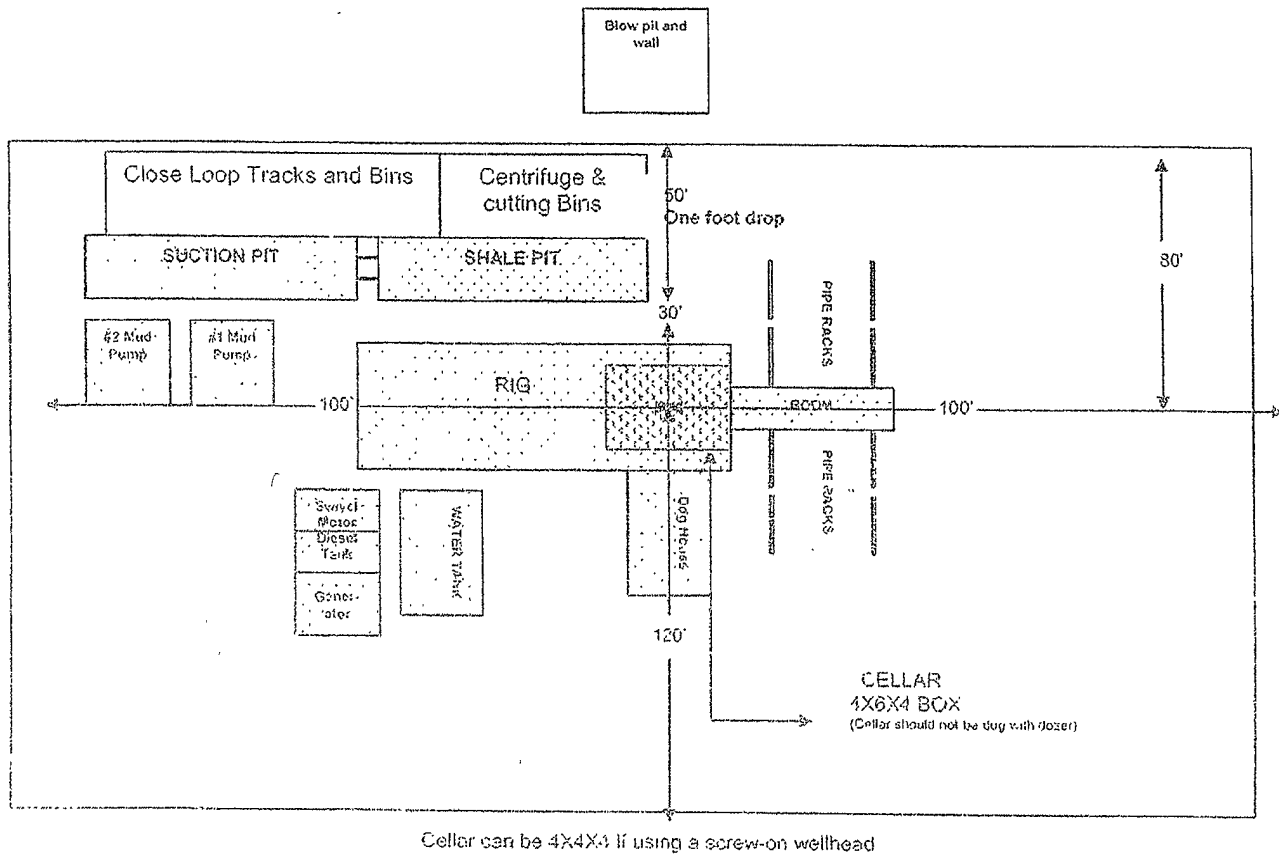 Blow pit and
wall
Close Loop Tracks and Bins
Centrifuge &
cutting Bins
50'
One foot drop
80'
SUCTION PIT
SHALE PIT
30'
PIPE RACKS
#2 Mud
Pump
#1 Mud
Pump
RIG
100'
BOOM
100'
PIPE RACKS
Swivel
Motor
Diesel
Tank
Gener-
ator
WATER TANK
Dog House
120'
CELLAR
4X6X4 BOX
(Cellar should not be dug with dozer)
Cellar can be 4X4X4 if using a screw-on wellhead